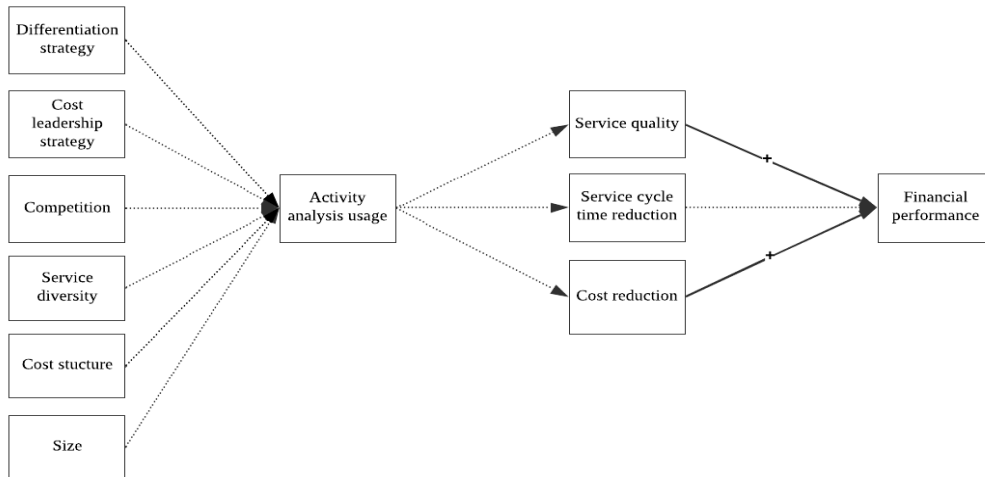 Differentiation
strategy
Cost
leadership
strategy
Competition
Service
diversity
Cost stucture
Size
Activity
analysis usage
Service quality
Service cycle
time reduction
Cost reduction
+
+
Financial
performance